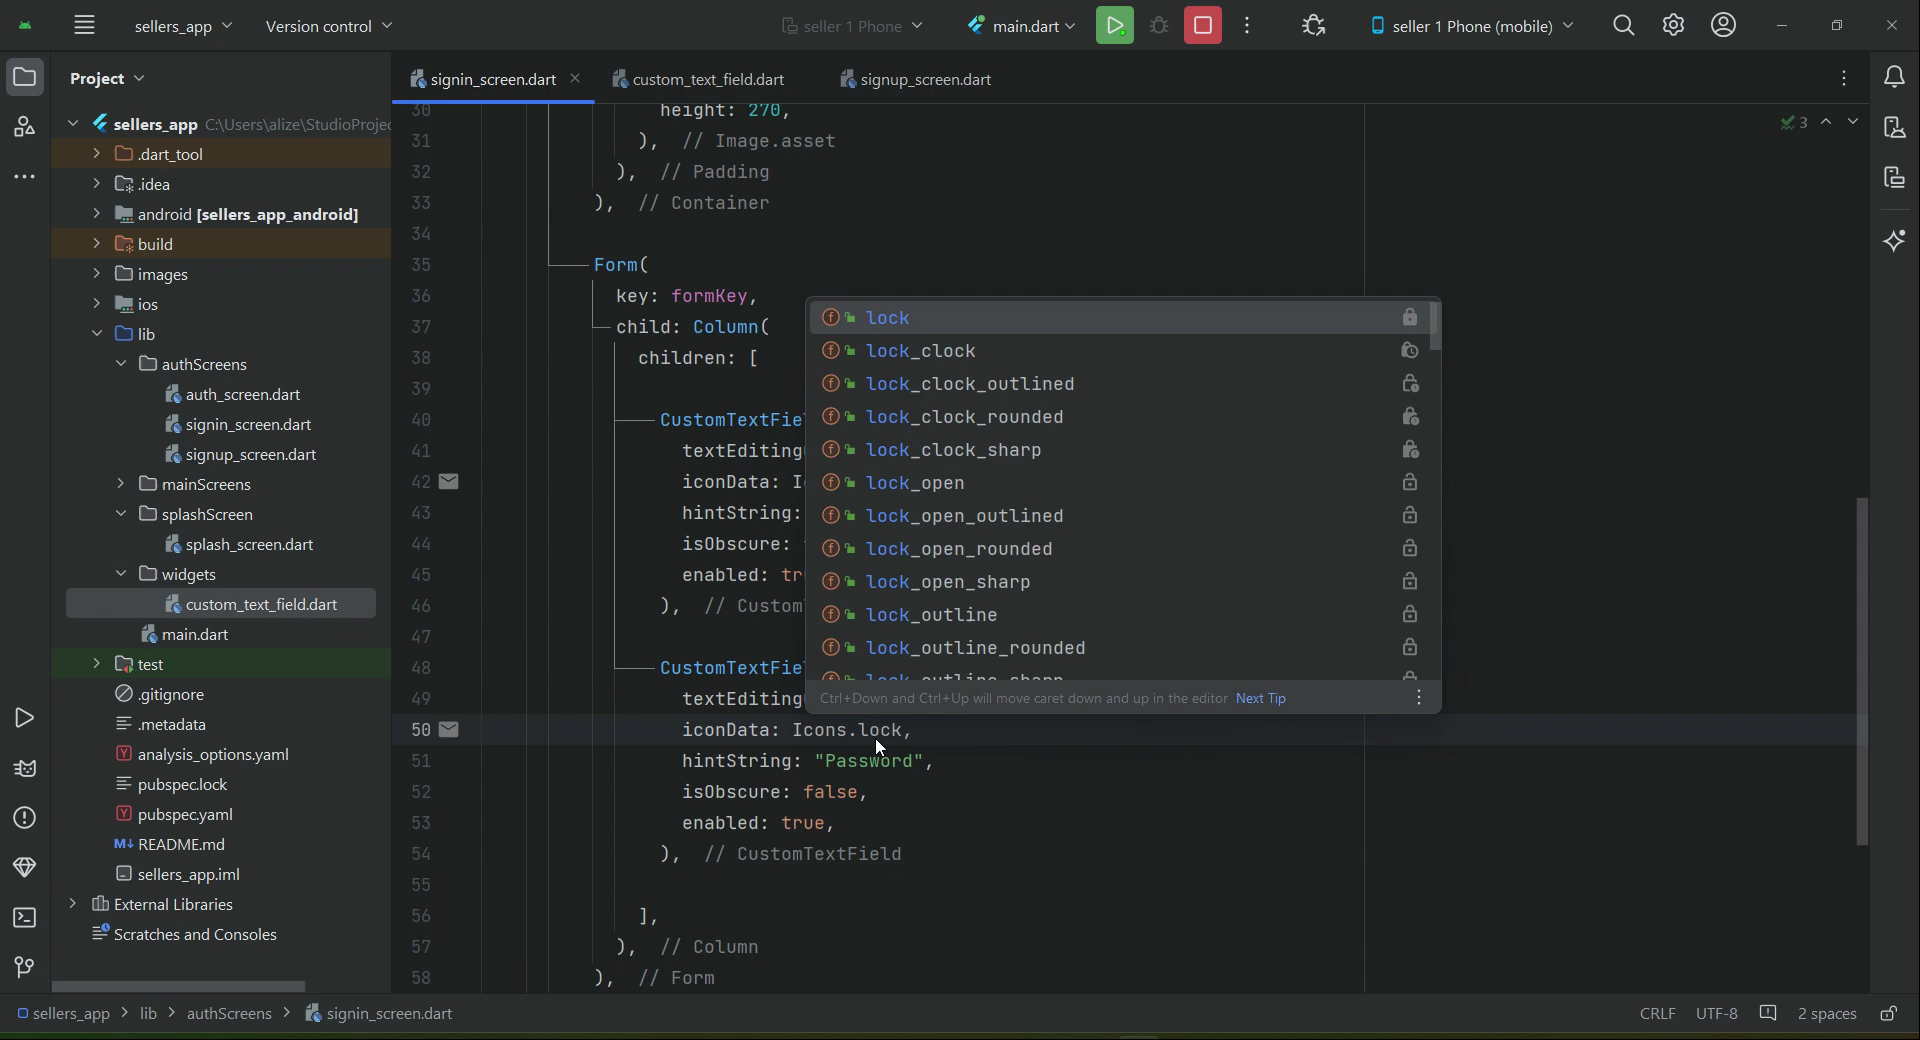 sellers_app
Version control
seller 1 Phone
main.dart
seller 1 Phone (mobile)
Project
signin_screen.dart
custom_text_field.dart
signup_screen.dart
sellers_app C:\Users\alize\StudioProjec
.dart_tool
.idea
android [sellers_app_android]
build
images
ios
lib
authScreens
auth_screen.dart
signin_screen.dart
signup_screen.dart
mainScreens
splashScreen
splash_screen.dart
widgets
custom_text_field.dart
main.dart
test
.gitignore
.metadata
analysis_options.yaml
pubspec.lock
pubspec.yaml
README.md
sellers_app.iml
External Libraries
Scratches and Consoles
3
30 height: 270,
31 ), // Image.asset
32 ), // Padding
33 ), // Container
34
35 Form(
36 key: formKey,
37 child: Column(
38 children: [
39
40 CustomTextFie
41 textEditing
42 iconData: I
43 hintString:
44 isObscure:
45 enabled: tr
46 ), // Custom
47
48 CustomTextFie
49 textEditing
50 iconData: Icons.lock,
51 hintString: "Password",
52 isObscure: false,
53 enabled: true,
54 ), // CustomTextField
55
56 ],
57 ), // Column
58 ), // Form
lock
lock_clock
lock_clock_outlined
lock_clock_rounded
lock_clock_sharp
lock_open
lock_open_outlined
lock_open_rounded
lock_open_sharp
lock_outline
lock_outline_rounded
lock_outline_sharp
Ctrl+Down and Ctrl+Up will move caret down and up in the editor Next Tip
sellers_app > lib > authScreens > signin_screen.dart
CRLF UTF-8 2 spaces